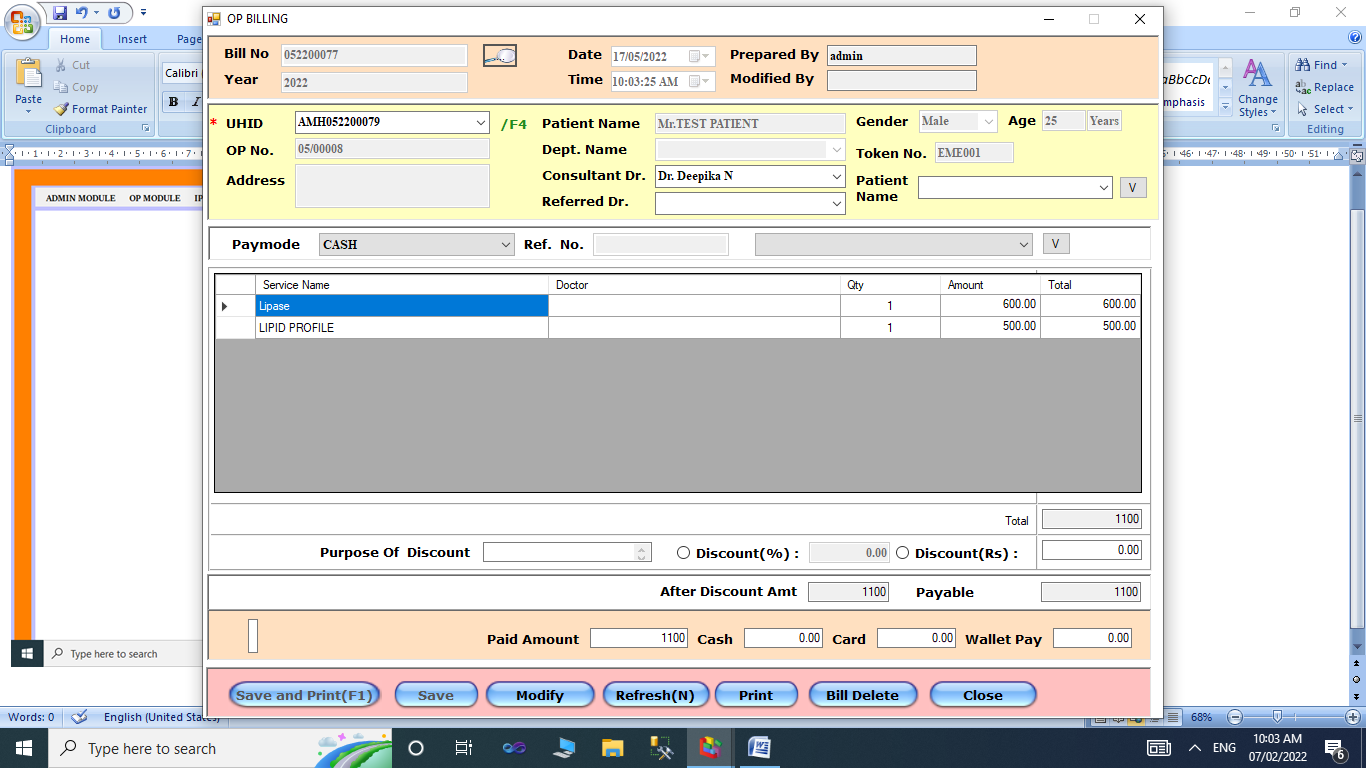 OP BILLING
Home Insert Page
Cut
Copy
Format Painter
Paste
Clipboard
Calibri
B I
Find
Replace
Select
Change
Styles
Editing
ADMIN MODULE OP MODULE
Bill No 052200077 Date 17/05/2022 Prepared By admin
Year 2022 Time 10:03:25 AM Modified By
* UHID AMH052200079 /F4 Patient Name Mr.TEST PATIENT Gender Male Age 25 Years
OP No. 05/00008 Dept. Name Token No. EME001
Address Consultant Dr. Dr. Deepika N Patient Name V
Referred Dr.
Paymode CASH Ref. No. V
Service Name Doctor Qty Amount Total
Lipase 1 600.00 600.00
LIPID PROFILE 1 500.00 500.00
Total 1100
Purpose Of Discount Discount(%) : 0.00 Discount(Rs) : 0.00
After Discount Amt 1100 Payable 1100
Paid Amount 1100 Cash 0.00 Card 0.00 Wallet Pay 0.00
Save and Print(F1) Save Modify Refresh(N) Print Bill Delete Close
Type here to search
Words: 0 English (United States) 68%
Type here to search ENG 10:03 AM
07/02/2022 6